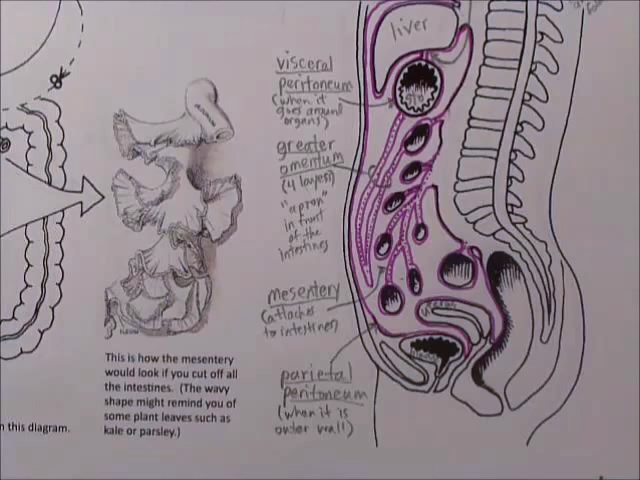 liver
visceral
peritoneum
(when it
goes around
organs)
greater
omentum
(4 layers)
"apron"
in front
of the
intestines
mesentery
(attaches
to intestines)
parietal
peritoneum
(when it is
outer wall)
uterus
This is how the mesentery
would look if you cut off all
the intestines. (The wavy
shape might remind you of
some plant leaves such as
kale or parsley.)
n this diagram.